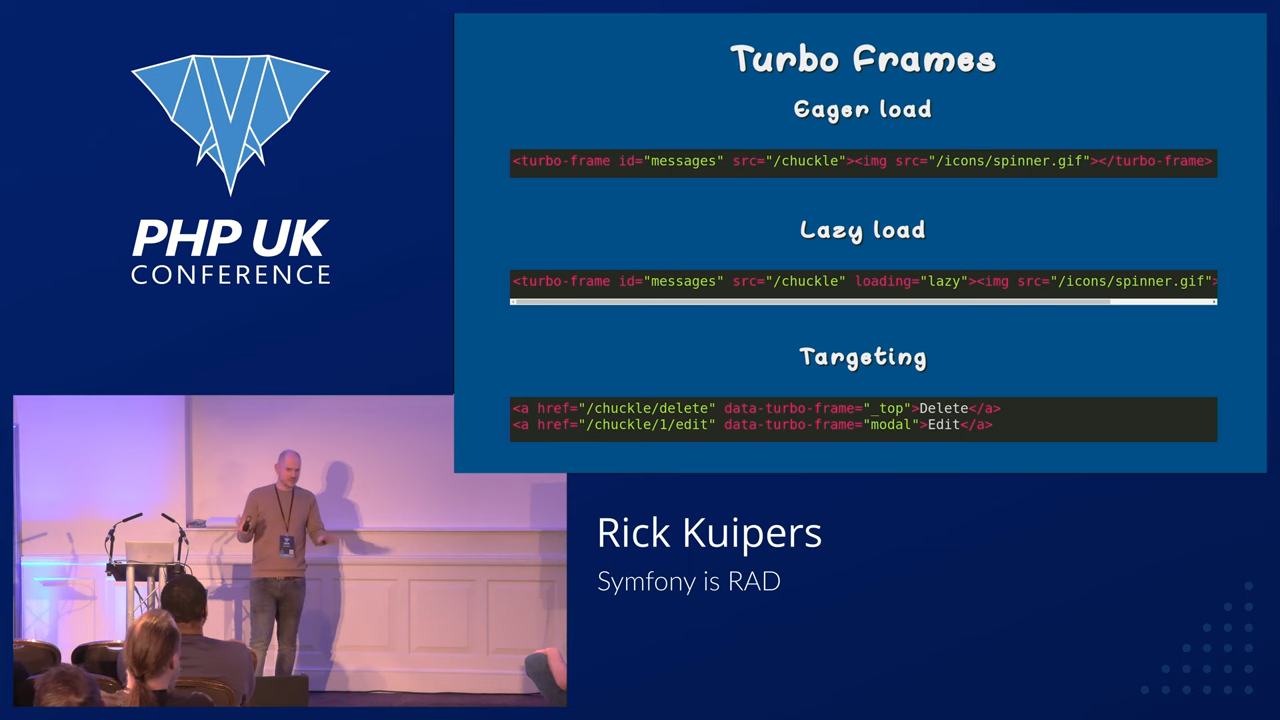 PHP UK
CONFERENCE
Turbo Frames
Eager load
<turbo-frame id="messages" src="/chuckle"><img src="/icons/spinner.gif"></turbo-frame>
Lazy load
<turbo-frame id="messages" src="/chuckle" loading="lazy"><img src="/icons/spinner.gif">
Targeting
<a href="/chuckle/delete" data-turbo-frame="_top">Delete</a>
<a href="/chuckle/1/edit" data-turbo-frame="modal">Edit</a>
Rick Kuipers
Symfony is RAD